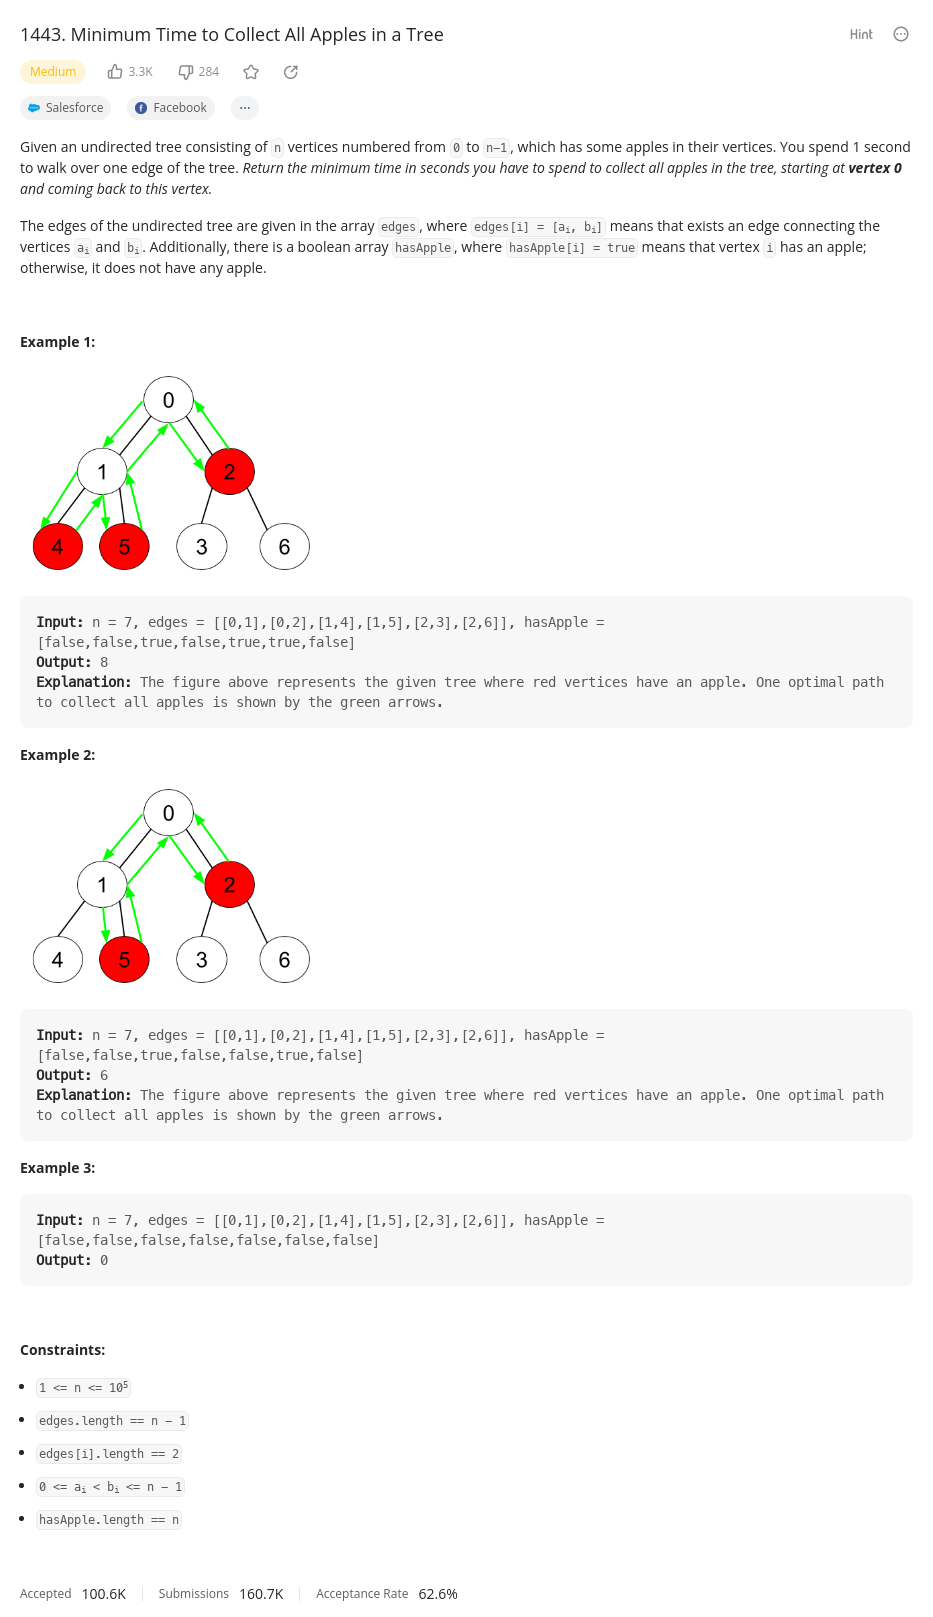 1443. Minimum Time to Collect All Apples in a Tree
Hint
Medium 3.3K 284
Salesforce Facebook ...
Given an undirected tree consisting of n vertices numbered from 0 to n-1, which has some apples in their vertices. You spend 1 second
to walk over one edge of the tree. Return the minimum time in seconds you have to spend to collect all apples in the tree, starting at vertex 0
and coming back to this vertex.
The edges of the undirected tree are given in the array edges, where edges[i] = [aᵢ, bᵢ] means that exists an edge connecting the
vertices aᵢ and bᵢ. Additionally, there is a boolean array hasApple, where hasApple[i] = true means that vertex i has an apple;
otherwise, it does not have any apple.
Example 1:
0
1 2
4 5 3 6
Input: n = 7, edges = [[0,1],[0,2],[1,4],[1,5],[2,3],[2,6]], hasApple =
[false,false,true,false,true,true,false]
Output: 8
Explanation: The figure above represents the given tree where red vertices have an apple. One optimal path
to collect all apples is shown by the green arrows.
Example 2:
0
1 2
4 5 3 6
Input: n = 7, edges = [[0,1],[0,2],[1,4],[1,5],[2,3],[2,6]], hasApple =
[false,false,true,false,false,true,false]
Output: 6
Explanation: The figure above represents the given tree where red vertices have an apple. One optimal path
to collect all apples is shown by the green arrows.
Example 3:
Input: n = 7, edges = [[0,1],[0,2],[1,4],[1,5],[2,3],[2,6]], hasApple =
[false,false,false,false,false,false,false]
Output: 0
Constraints:
• 1 <= n <= 10⁵
• edges.length == n - 1
• edges[i].length == 2
• 0 <= aᵢ < bᵢ <= n - 1
• hasApple.length == n
Accepted 100.6K Submissions 160.7K Acceptance Rate 62.6%